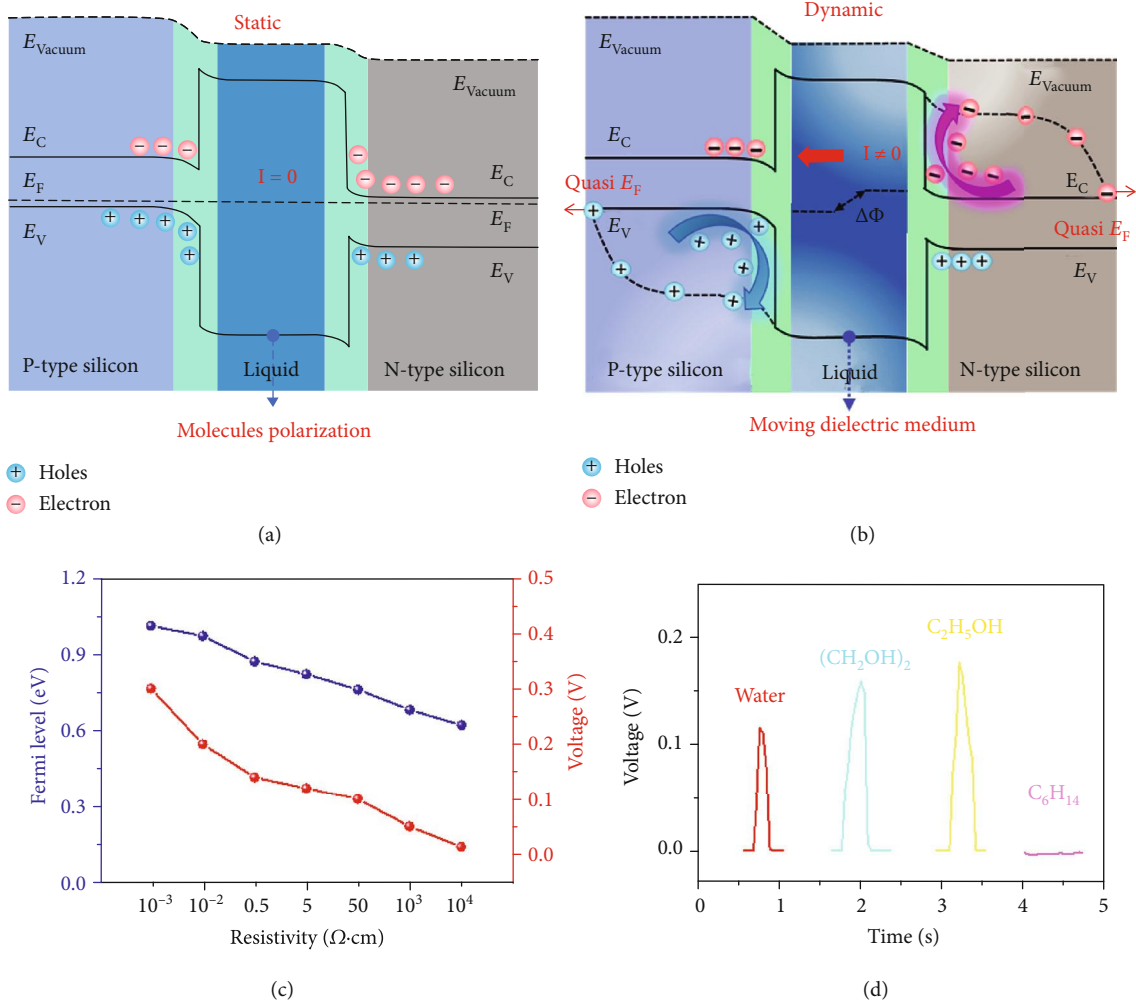 Static
E_Vacuum
E_Vacuum
E_C
E_F
E_V
I = 0
E_C
E_F
E_V
P-type silicon
Liquid
N-type silicon
Molecules polarization
+ Holes
− Electron
(a)
Dynamic
E_Vacuum
E_Vacuum
E_C
I ≠ 0
Quasi E_F
E_C
E_V
ΔΦ
Quasi E_F
E_V
P-type silicon
Liquid
N-type silicon
Moving dielectric medium
+ Holes
− Electron
(b)
Fermi level (eV)
1.2
0.9
0.6
0.3
0.0
Voltage (V)
0.5
0.4
0.3
0.2
0.1
0.0
10⁻³ 10⁻² 0.5 5 50 10³ 10⁴
Resistivity (Ω·cm)
(c)
Voltage (V)
0.2
0.1
0.0
Water
(CH₂OH)₂
C₂H₅OH
C₆H₁₄
0 1 2 3 4 5
Time (s)
(d)